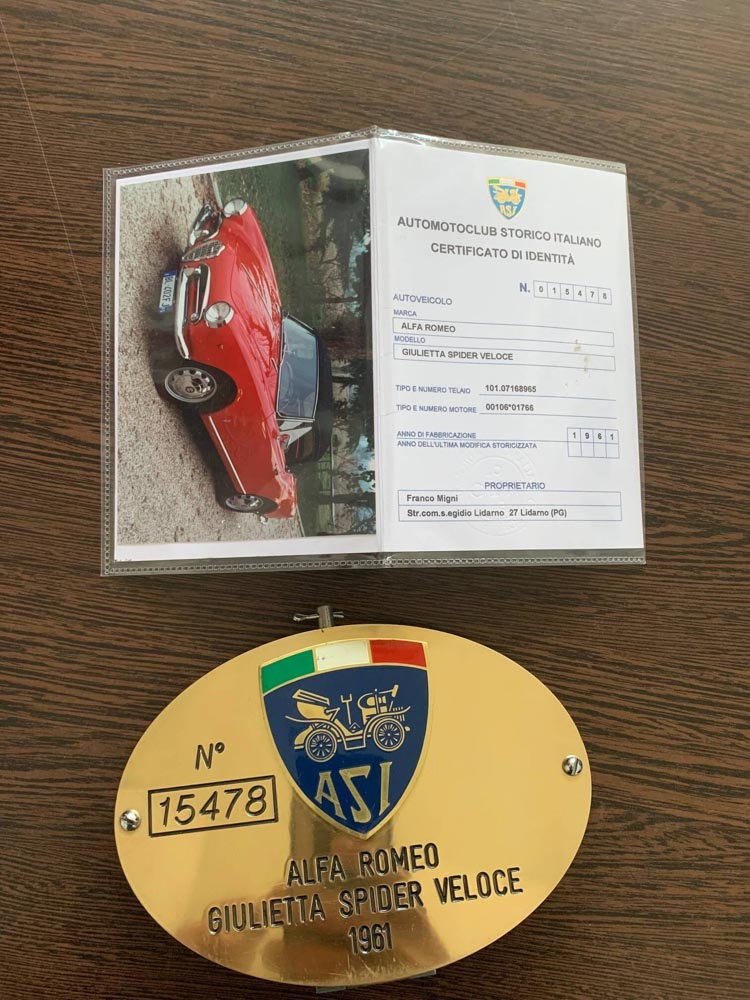 ASI
AUTOMOTOCLUB STORICO ITALIANO
CERTIFICATO DI IDENTITÀ
N. 015478
AUTOVEICOLO
MARCA
ALFA ROMEO
MODELLO
GIULIETTA SPIDER VELOCE
TIPO E NUMERO TELAIO 101.07168965
TIPO E NUMERO MOTORE 00106*01766
ANNO DI FABBRICAZIONE 1961
ANNO DELL'ULTIMA MODIFICA STORICIZZATA
PROPRIETARIO
Franco Migni
Str.com.s.egidio Lidarno 27 Lidarno (PG)
ASI
N°
15478
ALFA ROMEO
GIULIETTA SPIDER VELOCE
1961